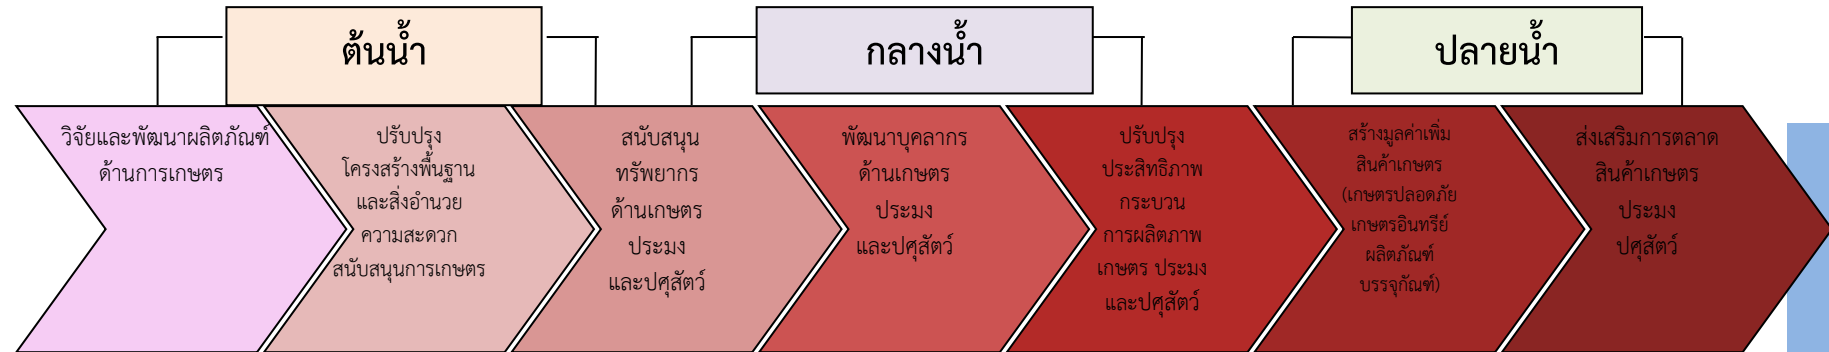 ต้นน้ำ
กลางน้ำ
ปลายน้ำ
วิจัยและพัฒนาผลิตภัณฑ์
ด้านการเกษตร
ปรับปรุง
โครงสร้างพื้นฐาน
และสิ่งอำนวย
ความสะดวก
สนับสนุนการเกษตร
สนับสนุน
ทรัพยากร
ด้านเกษตร
ประมง
และปศุสัตว์
พัฒนาบุคลากร
ด้านเกษตร
ประมง
และปศุสัตว์
ปรับปรุง
ประสิทธิภาพ
กระบวน
การผลิตภาพ
เกษตร ประมง
และปศุสัตว์
สร้างมูลค่าเพิ่ม
สินค้าเกษตร
(เกษตรปลอดภัย
เกษตรอินทรีย์
ผลิตภัณฑ์
บรรจุภัณฑ์)
ส่งเสริมการตลาด
สินค้าเกษตร
ประมง
ปศุสัตว์